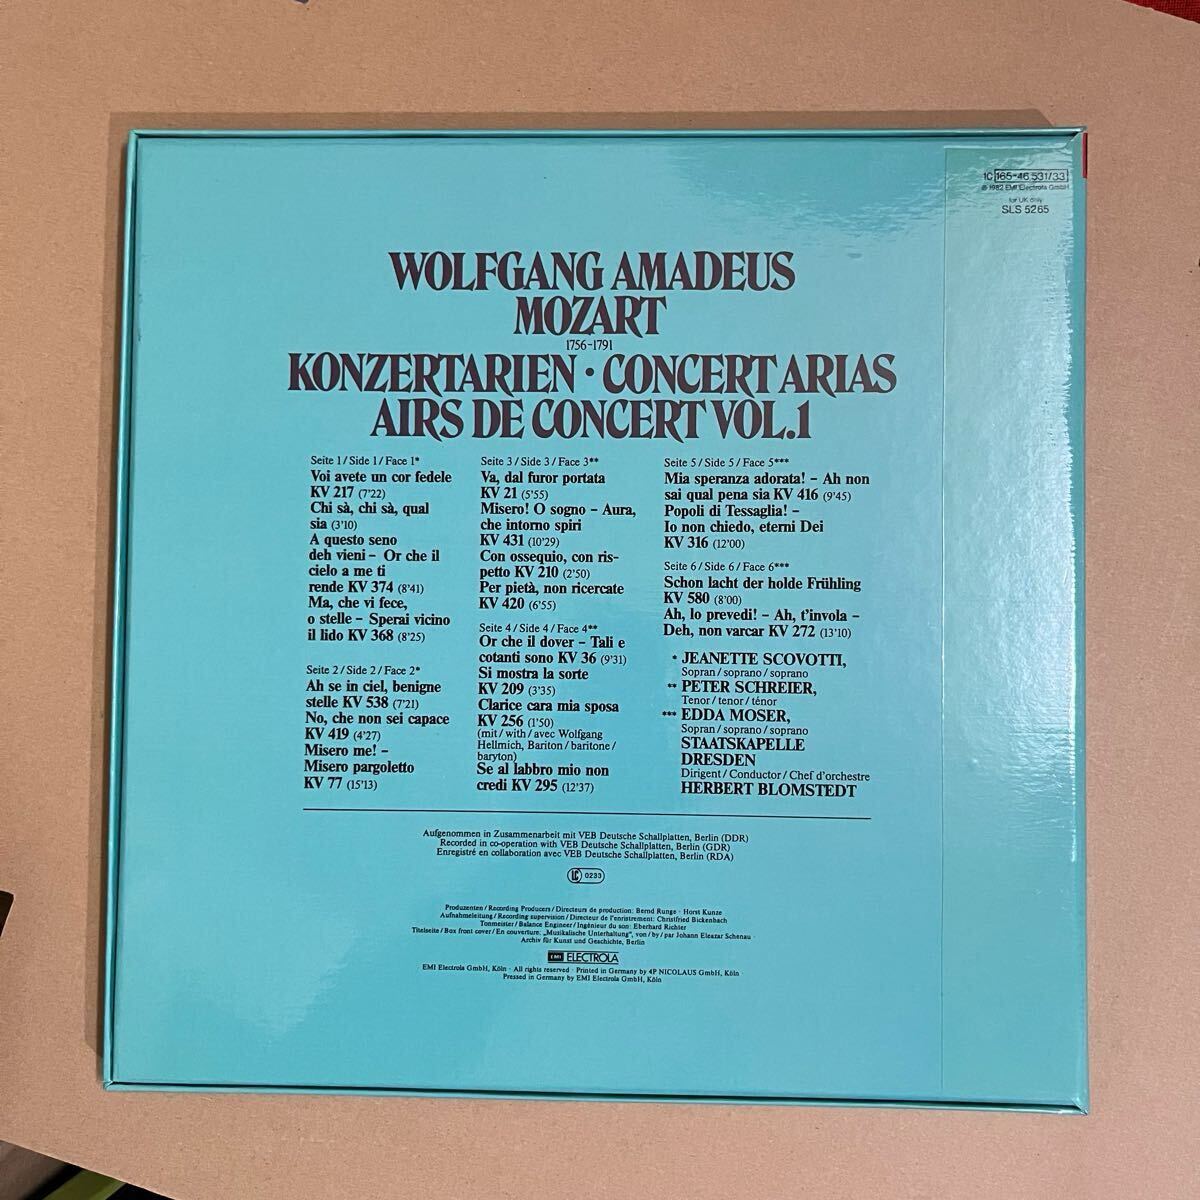 1C 165-46 531/33
℗ 1982 EMI Electrola GmbH
for UK only
SLS 5265
WOLFGANG AMADEUS
MOZART
1756-1791
KONZERTARIEN · CONCERT ARIAS
AIRS DE CONCERT VOL.1
Seite 1 / Side 1 / Face 1*
Voi avete un cor fedele
KV 217 (7'22)
Chi sà, chi sà, qual
sia (3'10)
A questo seno
deh vieni – Or che il
cielo a me ti
rende KV 374 (8'41)
Ma, che vi fece,
o stelle – Sperai vicino
il lido KV 368 (8'25)
Seite 2 / Side 2 / Face 2*
Ah se in ciel, benigne
stelle KV 538 (7'21)
No, che non sei capace
KV 419 (4'27)
Misero me! –
Misero pargoletto
KV 77 (15'13)
Seite 3 / Side 3 / Face 3**
Va, dal furor portata
KV 21 (5'55)
Misero! O sogno – Aura,
che intorno spiri
KV 431 (10'29)
Con ossequio, con ris-
petto KV 210 (2'50)
Per pietà, non ricercate
KV 420 (6'55)
Seite 4 / Side 4 / Face 4**
Or che il dover – Tali e
cotanti sono KV 36 (9'31)
Si mostra la sorte
KV 209 (3'35)
Clarice cara mia sposa
KV 256 (1'50)
(mit / with / avec Wolfgang
Hellmich, Bariton / baritone /
baryton)
Se al labbro mio non
credi KV 295 (12'37)
Seite 5 / Side 5 / Face 5***
Mia speranza adorata! – Ah non
sai qual pena sia KV 416 (9'45)
Popoli di Tessaglia! –
Io non chiedo, eterni Dei
KV 316 (12'00)
Seite 6 / Side 6 / Face 6***
Schon lacht der holde Frühling
KV 580 (8'00)
Ah, lo prevedi! – Ah, t'invola –
Deh, non varcar KV 272 (13'10)
* JEANETTE SCOVOTTI,
Sopran / soprano / soprano
** PETER SCHREIER,
Tenor / tenor / ténor
*** EDDA MOSER,
Sopran / soprano / soprano
STAATSKAPELLE
DRESDEN
Dirigent / Conductor / Chef d'orchestre
HERBERT BLOMSTEDT
Aufgenommen in Zusammenarbeit mit VEB Deutsche Schallplatten, Berlin (DDR)
Recorded in co-operation with VEB Deutsche Schallplatten, Berlin (GDR)
Enregistré en collaboration avec VEB Deutsche Schallplatten, Berlin (RDA)
LC 0233
Produzenten / Recording Producers / Directeurs de production: Bernd Runge · Horst Kunze
Aufnahmeleitung / Recording supervision / Directeur de l'enristrement: Christfried Bickenbach
Tonmeister / Balance Engineer / Ingénieur du son: Eberhard Richter
Titelseite / Box front cover / En couverture: „Musikalische Unterhaltung", von / by / par Johann Eleazar Schenau ·
Archiv für Kunst und Geschichte, Berlin
EMI ELECTROLA
EMI Electrola GmbH, Köln · All rights reserved · Printed in Germany by 4P NICOLAUS GmbH, Köln ·
Pressed in Germany by EMI Electrola GmbH, Köln